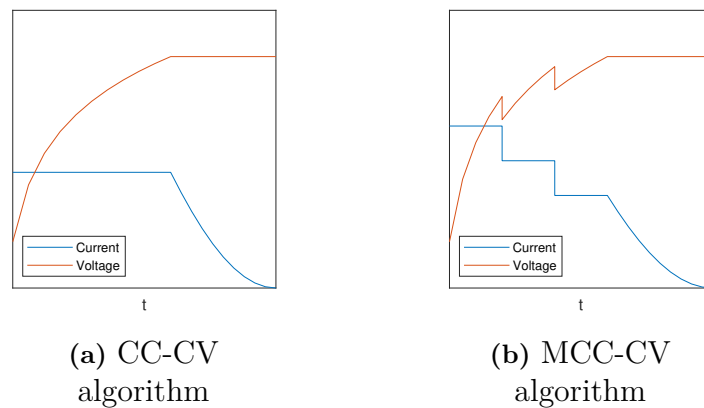 Current
Voltage
t
(a) CC-CV
algorithm
Current
Voltage
t
(b) MCC-CV
algorithm